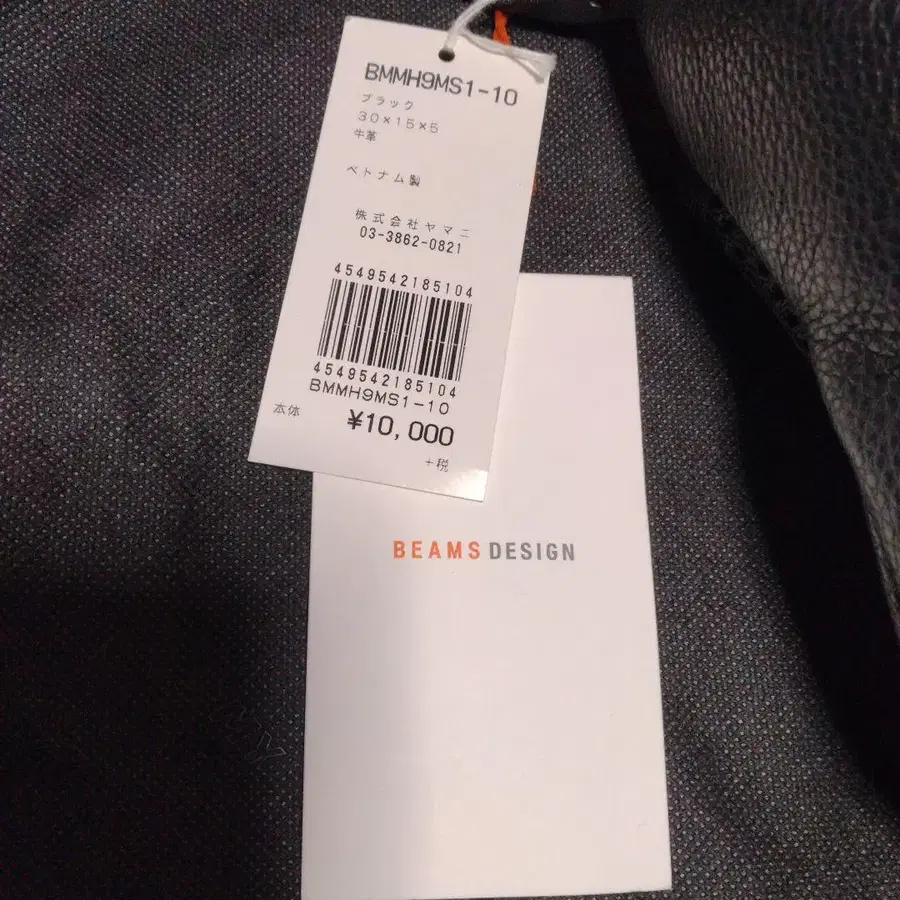 BMMH9MS1-10
ブラック
30×15×5
牛革
ベトナム製
株式会社ヤマニ
03-3862-0821
4549542185104
4549542185104
BMMH9MS1-10
本体 ¥10,000
+税
BEAMS DESIGN